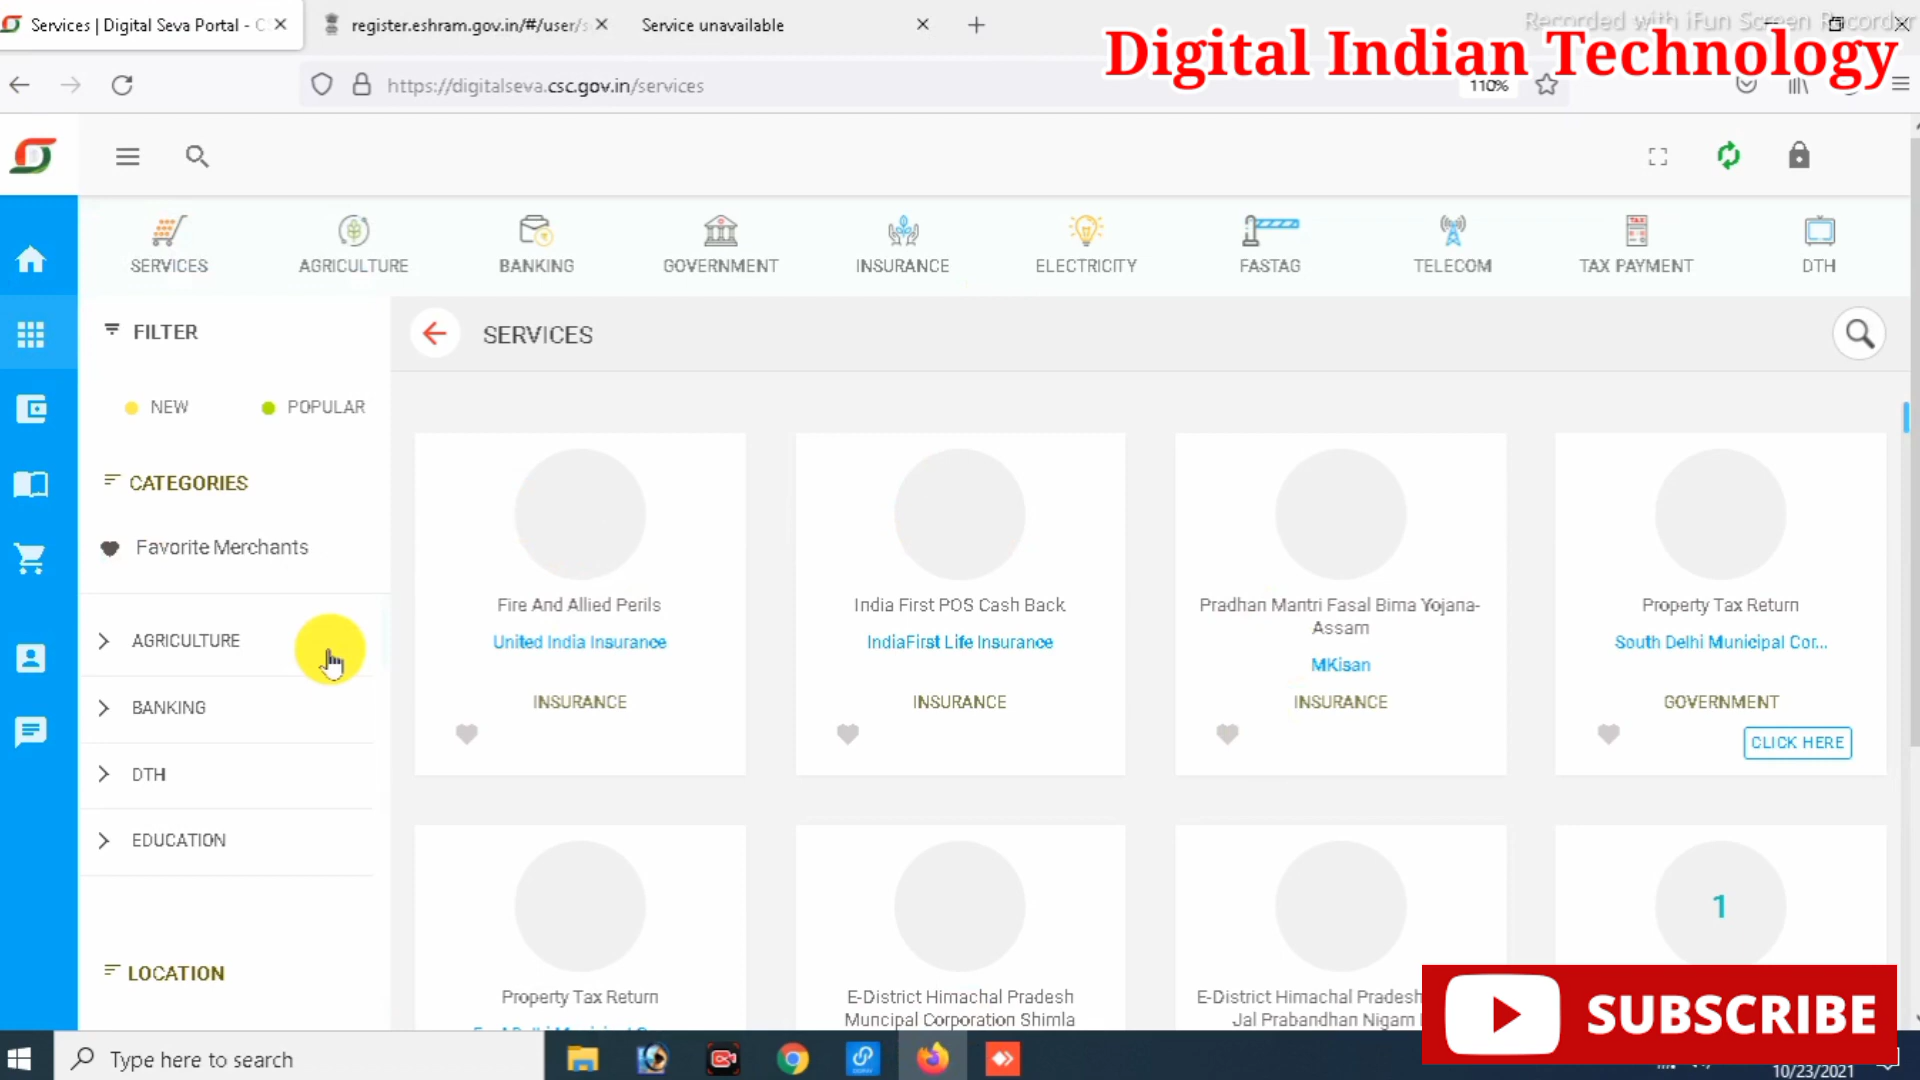 Services | Digital Seva Portal - C
register.eshram.gov.in/#/user/s
Service unavailable
Recorded with iFun Screen Recorder
Digital Indian Technology
https://digitalseva.csc.gov.in/services
110%
SERVICES
AGRICULTURE
BANKING
GOVERNMENT
INSURANCE
ELECTRICITY
FASTAG
TELECOM
TAX PAYMENT
DTH
FILTER
SERVICES
NEW
POPULAR
CATEGORIES
Favorite Merchants
AGRICULTURE
BANKING
DTH
EDUCATION
LOCATION
Fire And Allied Perils
United India Insurance
INSURANCE
India First POS Cash Back
IndiaFirst Life Insurance
INSURANCE
Pradhan Mantri Fasal Bima Yojana-
Assam
MKisan
INSURANCE
Property Tax Return
South Delhi Municipal Cor...
GOVERNMENT
CLICK HERE
Property Tax Return
E-District Himachal Pradesh
Muncipal Corporation Shimla
E-District Himachal Pradesh
Jal Prabandhan Nigam
1
SUBSCRIBE
Type here to search
10/23/2021